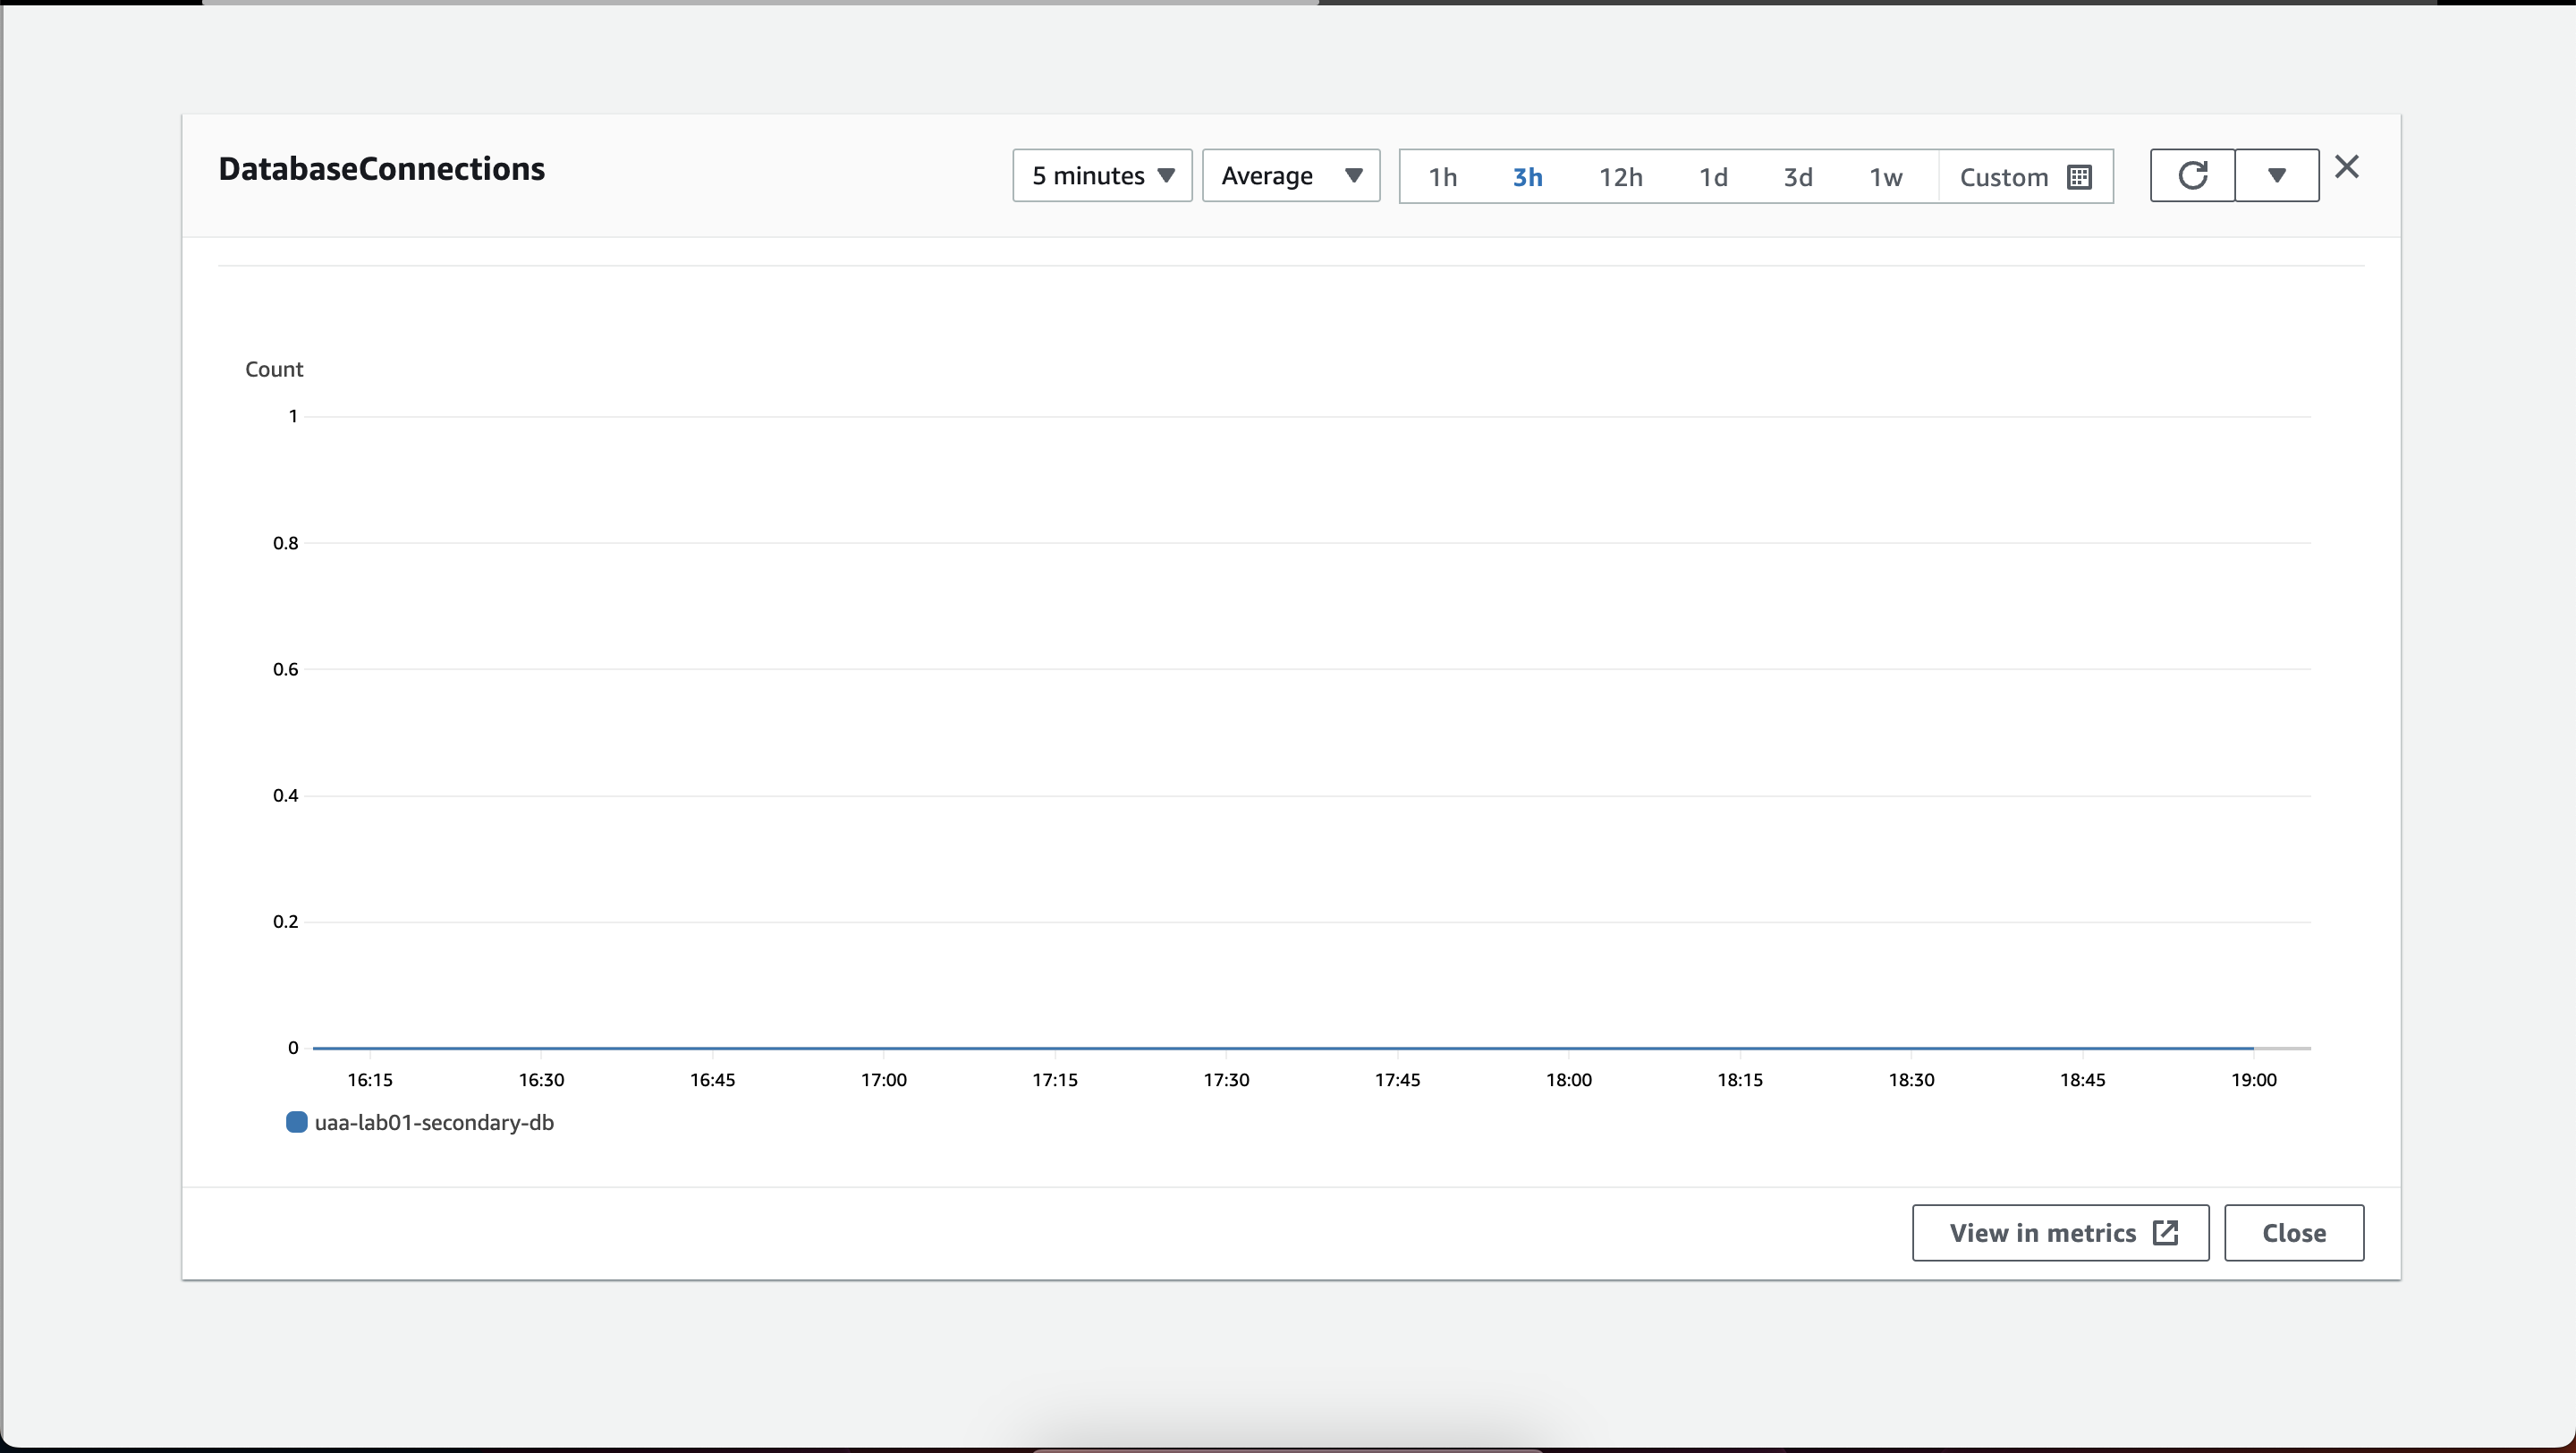 DatabaseConnections
5 minutes
Average
1h 3h 12h 1d 3d 1w Custom
Count
1
0.8
0.6
0.4
0.2
0
16:15 16:30 16:45 17:00 17:15 17:30 17:45 18:00 18:15 18:30 18:45 19:00
uaa-lab01-secondary-db
View in metrics
Close